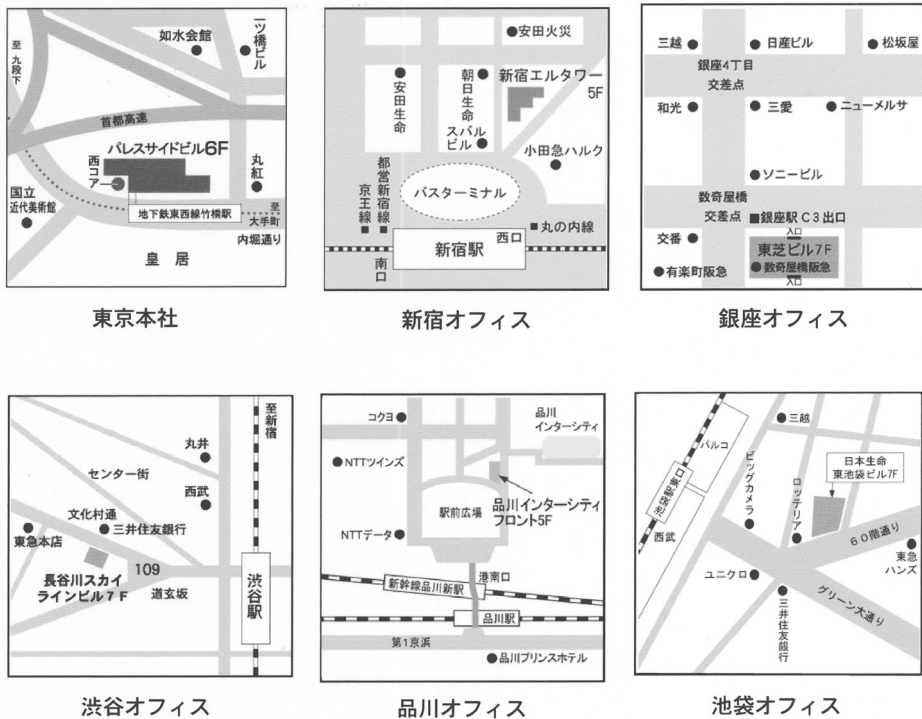 至
九段下
如水会館
一ツ橋ビル
首都高速
パレスサイドビル6F
西コアー
丸紅
国立
近代美術館
地下鉄東西線竹橋駅
至
大手町
内堀通り
皇居
東京本社
安田火災
安田生命
朝日生命
新宿エルタワー
5F
スバル
ビル
小田急ハルク
都営新宿線
京王線
バスターミナル
西口
丸の内線
新宿駅
南口
新宿オフィス
三越
日産ビル
松坂屋
銀座4丁目
交差点
和光
三愛
ニューメルサ
ソニービル
数奇屋橋
交差点
銀座駅C3出口
入口
交番
東芝ビル7F
有楽町阪急
数奇屋橋阪急
入口
銀座オフィス
至新宿
丸井
センター街
西武
文化村通
三井住友銀行
東急本店
109
長谷川スカイ
ラインビル7F
道玄坂
渋谷駅
渋谷オフィス
コクヨ
品川
インターシティ
NTTツインズ
駅前広場
品川インターシティ
フロント5F
NTTデータ
港南口
新幹線品川新駅
品川駅
第1京浜
品川プリンスホテル
品川オフィス
三越
パルコ
ビッグカメラ
ロッテリア
日本生命
東池袋ビル7F
池袋駅東口
西武
60階通り
東急
ハンズ
ユニクロ
グリーン大通り
三井住友銀行
池袋オフィス